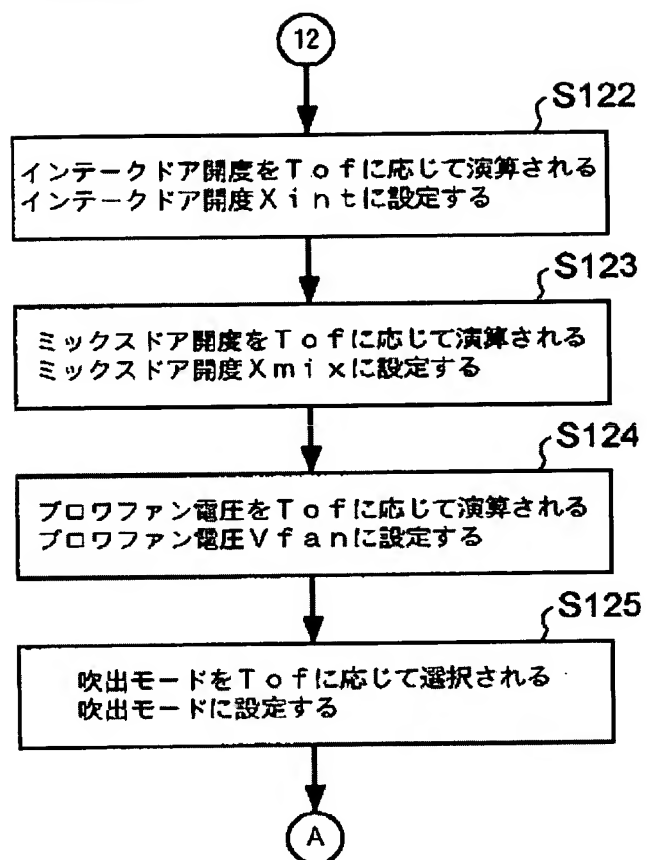 12
S122
インテークドア開度をTofに応じて演算される
インテークドア開度Xintに設定する
S123
ミックスドア開度をTofに応じて演算される
ミックスドア開度Xmixに設定する
S124
ブロワファン電圧をTofに応じて演算される
ブロワファン電圧Vfanに設定する
S125
吹出モードをTofに応じて選択される
吹出モードに設定する
A